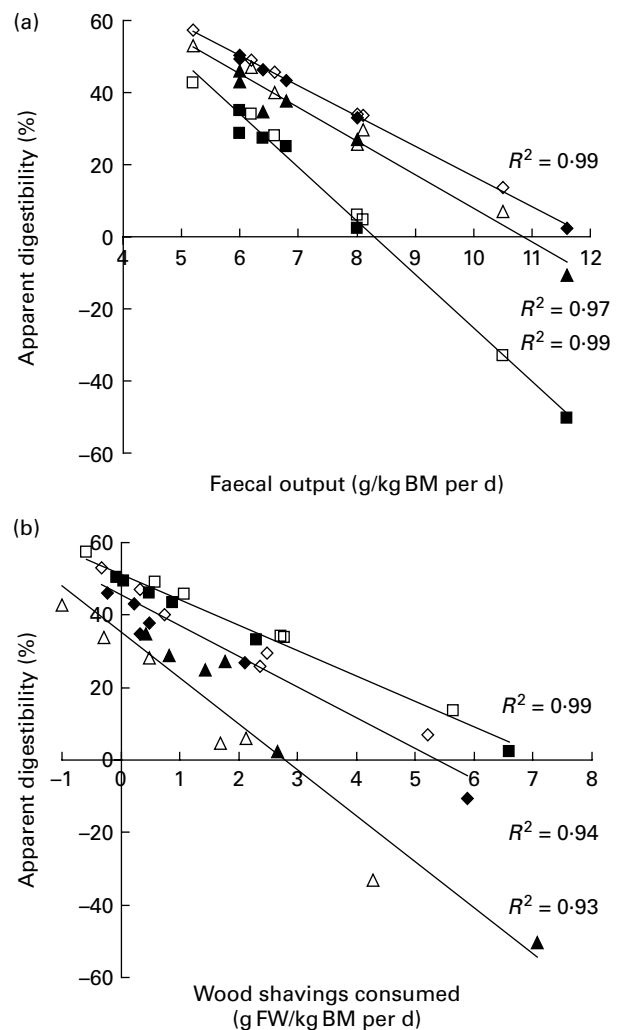 (a)
60
40
20
0
−20
−40
−60
4 5 6 7 8 9 10 11 12
Apparent digestibility (%)
R² = 0·99
R² = 0·97
R² = 0·99
Faecal output (g/kg BM per d)
(b)
60
40
20
0
−20
−40
−60
−1 0 1 2 3 4 5 6 7 8
Apparent digestibility (%)
R² = 0·99
R² = 0·94
R² = 0·93
Wood shavings consumed
(g FW/kg BM per d)